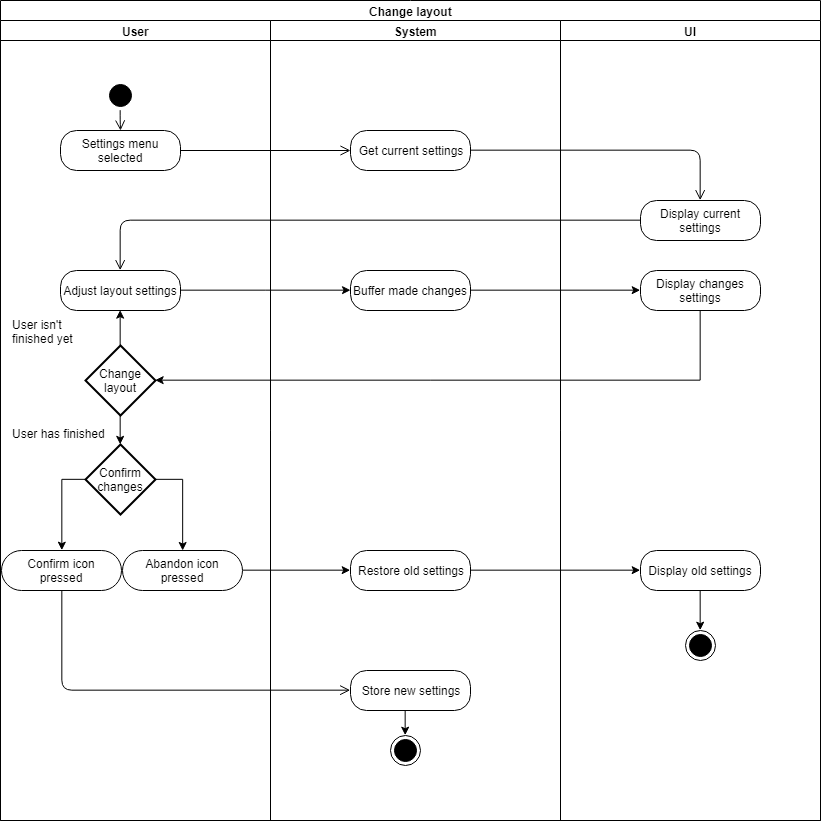 Change layout
User
System
UI
Settings menu
selected
Get current settings
Display current
settings
Adjust layout settings
Buffer made changes
Display changes
settings
User isn't
finished yet
Change
layout
User has finished
Confirm
changes
Confirm icon
pressed
Abandon icon
pressed
Restore old settings
Display old settings
Store new settings